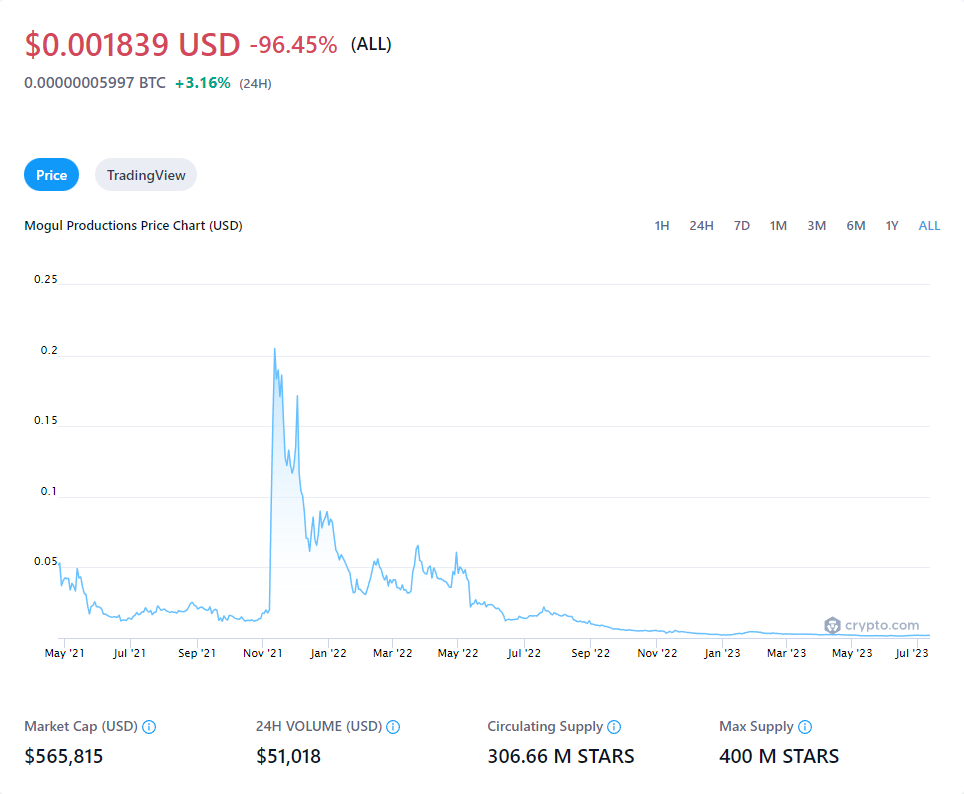 $0.001839 USD -96.45% (ALL)
0.00000005997 BTC +3.16% (24H)
Price TradingView
Mogul Productions Price Chart (USD) 1H 24H 7D 1M 3M 6M 1Y ALL
0.25
0.2
0.15
0.1
0.05
crypto.com
May '21 Jul '21 Sep '21 Nov '21 Jan '22 Mar '22 May '22 Jul '22 Sep '22 Nov '22 Jan '23 Mar '23 May '23 Jul '23
Market Cap (USD) 24H VOLUME (USD) Circulating Supply Max Supply
$565,815 $51,018 306.66 M STARS 400 M STARS